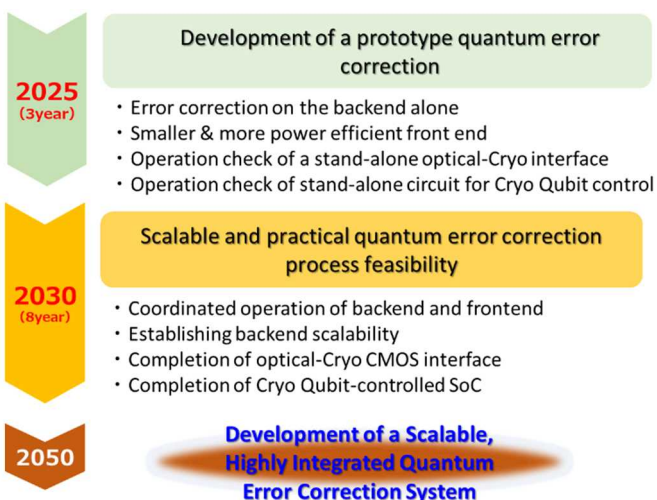 Development of a prototype quantum error
correction
2025
(3year)
・Error correction on the backend alone
・Smaller & more power efficient front end
・Operation check of a stand-alone optical-Cryo interface
・Operation check of stand-alone circuit for Cryo Qubit control
Scalable and practical quantum error correction
process feasibility
2030
(8year)
・Coordinated operation of backend and frontend
・Establishing backend scalability
・Completion of optical-Cryo CMOS interface
・Completion of Cryo Qubit-controlled SoC
2050
Development of a Scalable,
Highly Integrated Quantum
Error Correction System